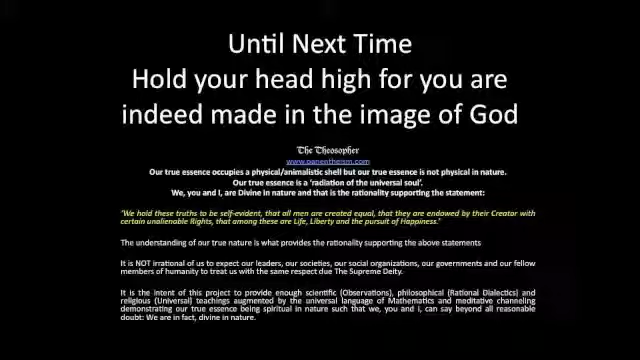 Until Next Time
Hold your head high for you are
indeed made in the image of God
The Theosopher
www.panentheism.com
Our true essence occupies a physical/animalistic shell but our true essence is not physical in nature.
Our true essence is a 'radiation of the universal soul'.
We, you and I, are Divine in nature and that is the rationality supporting the statement:
"We hold these truths to be self-evident, that all men are created equal, that they are endowed by their Creator with
certain unalienable Rights, that among these are Life, Liberty and the pursuit of Happiness."
The understanding of our true nature is what provides the rationality supporting the above statements
It is NOT irrational of us to expect our leaders, our societies, our social organizations, our governments and our fellow
members of humanity to treat us with the same respect due The Supreme Deity.
It is the intent of this project to provide enough scientific (Observations), philosophical (Rational Dialectics) and
religious (Universal) teachings augmented by the universal language of Mathematics and meditative channeling
demonstrating our true essence being spiritual in nature such that we, you and i, can say beyond all reasonable
doubt: We are in fact, divine in nature.